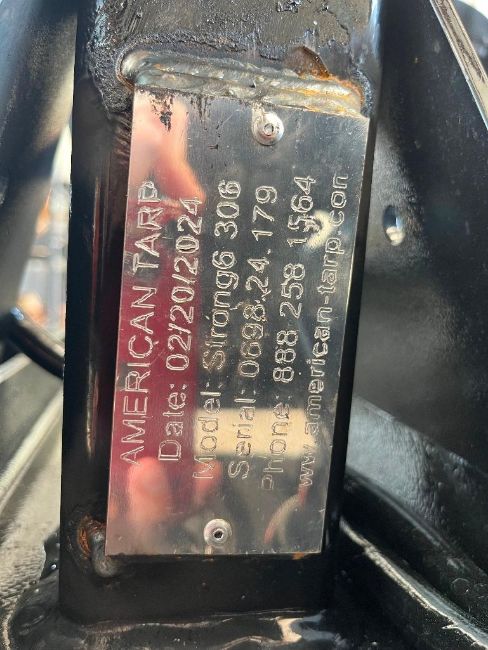 AMERICAN TARP
Date: 02/20/2024
Model: Strong6 306
Serial: 0698.24.179
Phone: 888 258 1564
www.american-tarp.com